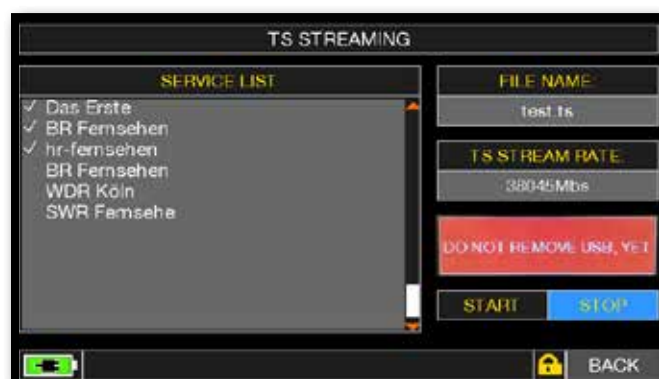 TS STREAMING
SERVICE LIST
✓ Das Erste
✓ BR Fernsehen
✓ hr-fernsehen
BR Fernsehen
WDR Köln
SWR Fernsehe
FILE NAME:
test.ts
TS STREAM RATE:
38045Mbs
DO NOT REMOVE USB, YET
START
STOP
BACK